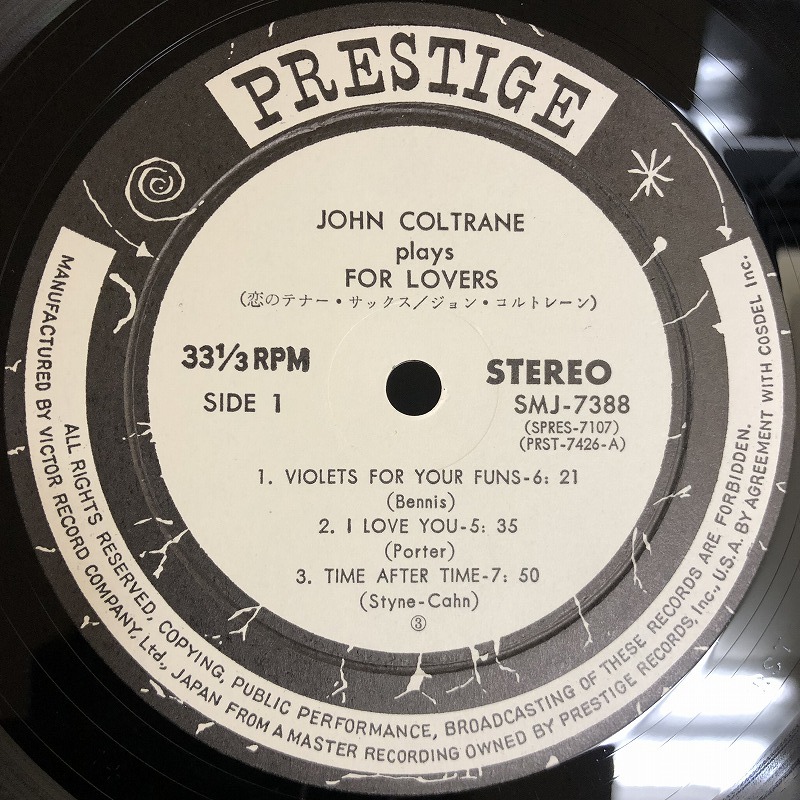 PRESTIGE
JOHN COLTRANE
plays
FOR LOVERS
(恋のテナー・サックス/ジョン・コルトレーン)
33⅓ RPM
SIDE 1
STEREO
SMJ-7388
(SPRES-7107)
(PRST-7426-A)
1. VIOLETS FOR YOUR FUNS-6: 21
(Bennis)
2. I LOVE YOU-5: 35
(Porter)
3. TIME AFTER TIME-7: 50
(Styne-Cahn)
③
ALL RIGHTS RESERVED, COPYING, PUBLIC PERFORMANCE, BROADCASTING OF THESE RECORDS ARE FORBIDDEN.
MANUFACTURED BY VICTOR RECORD COMPANY, Ltd., JAPAN FROM A MASTER RECORDING OWNED BY PRESTIGE RECORDS, Inc., U.S.A. BY AGREEMENT WITH COSDEL Inc.